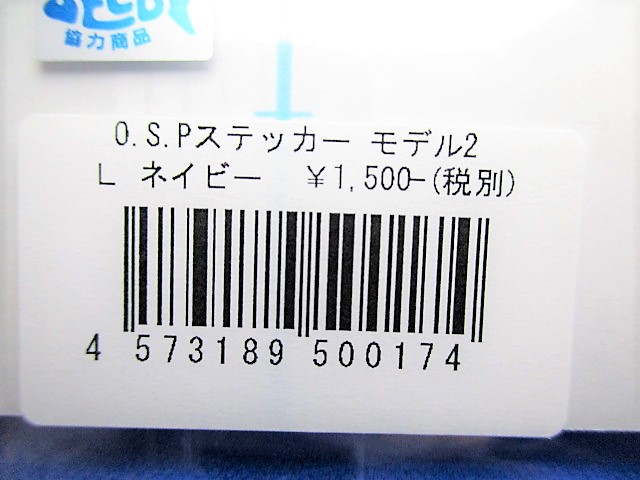 協力商品
O.S.Pステッカー モデル2
L ネイビー ¥1,500-(税別)
4 573189 500174